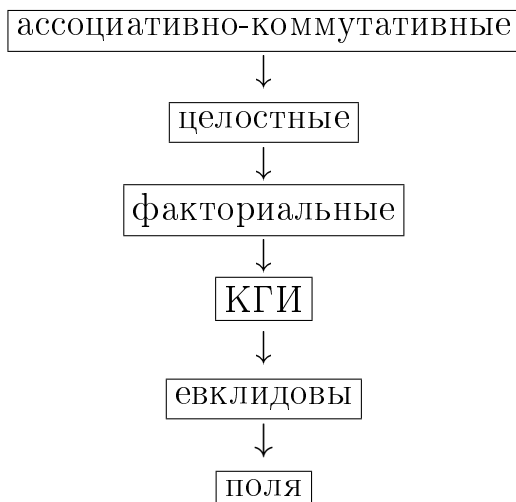 ассоциативно-коммутативные
целостные
факториальные
КГИ
евклидовы
поля